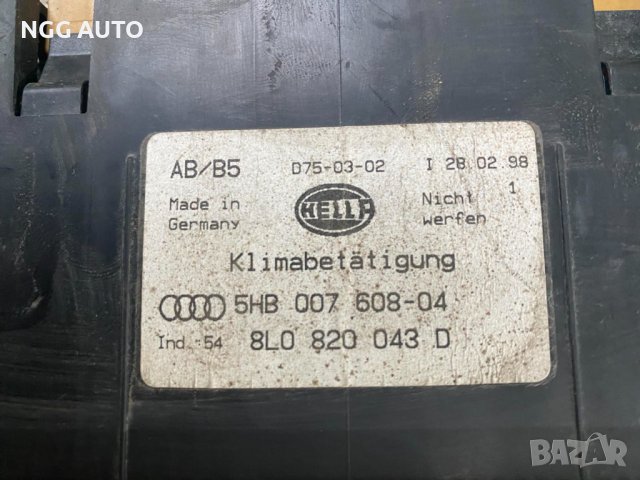 NGG AUTO
AB/B5 D75-03-02 I 28.02.98
Made in Germany
HELLA
Nicht werfen
1
Klimabetätigung
5HB 007 608-04
Ind. 54 8L0 820 043 D
BAZAR